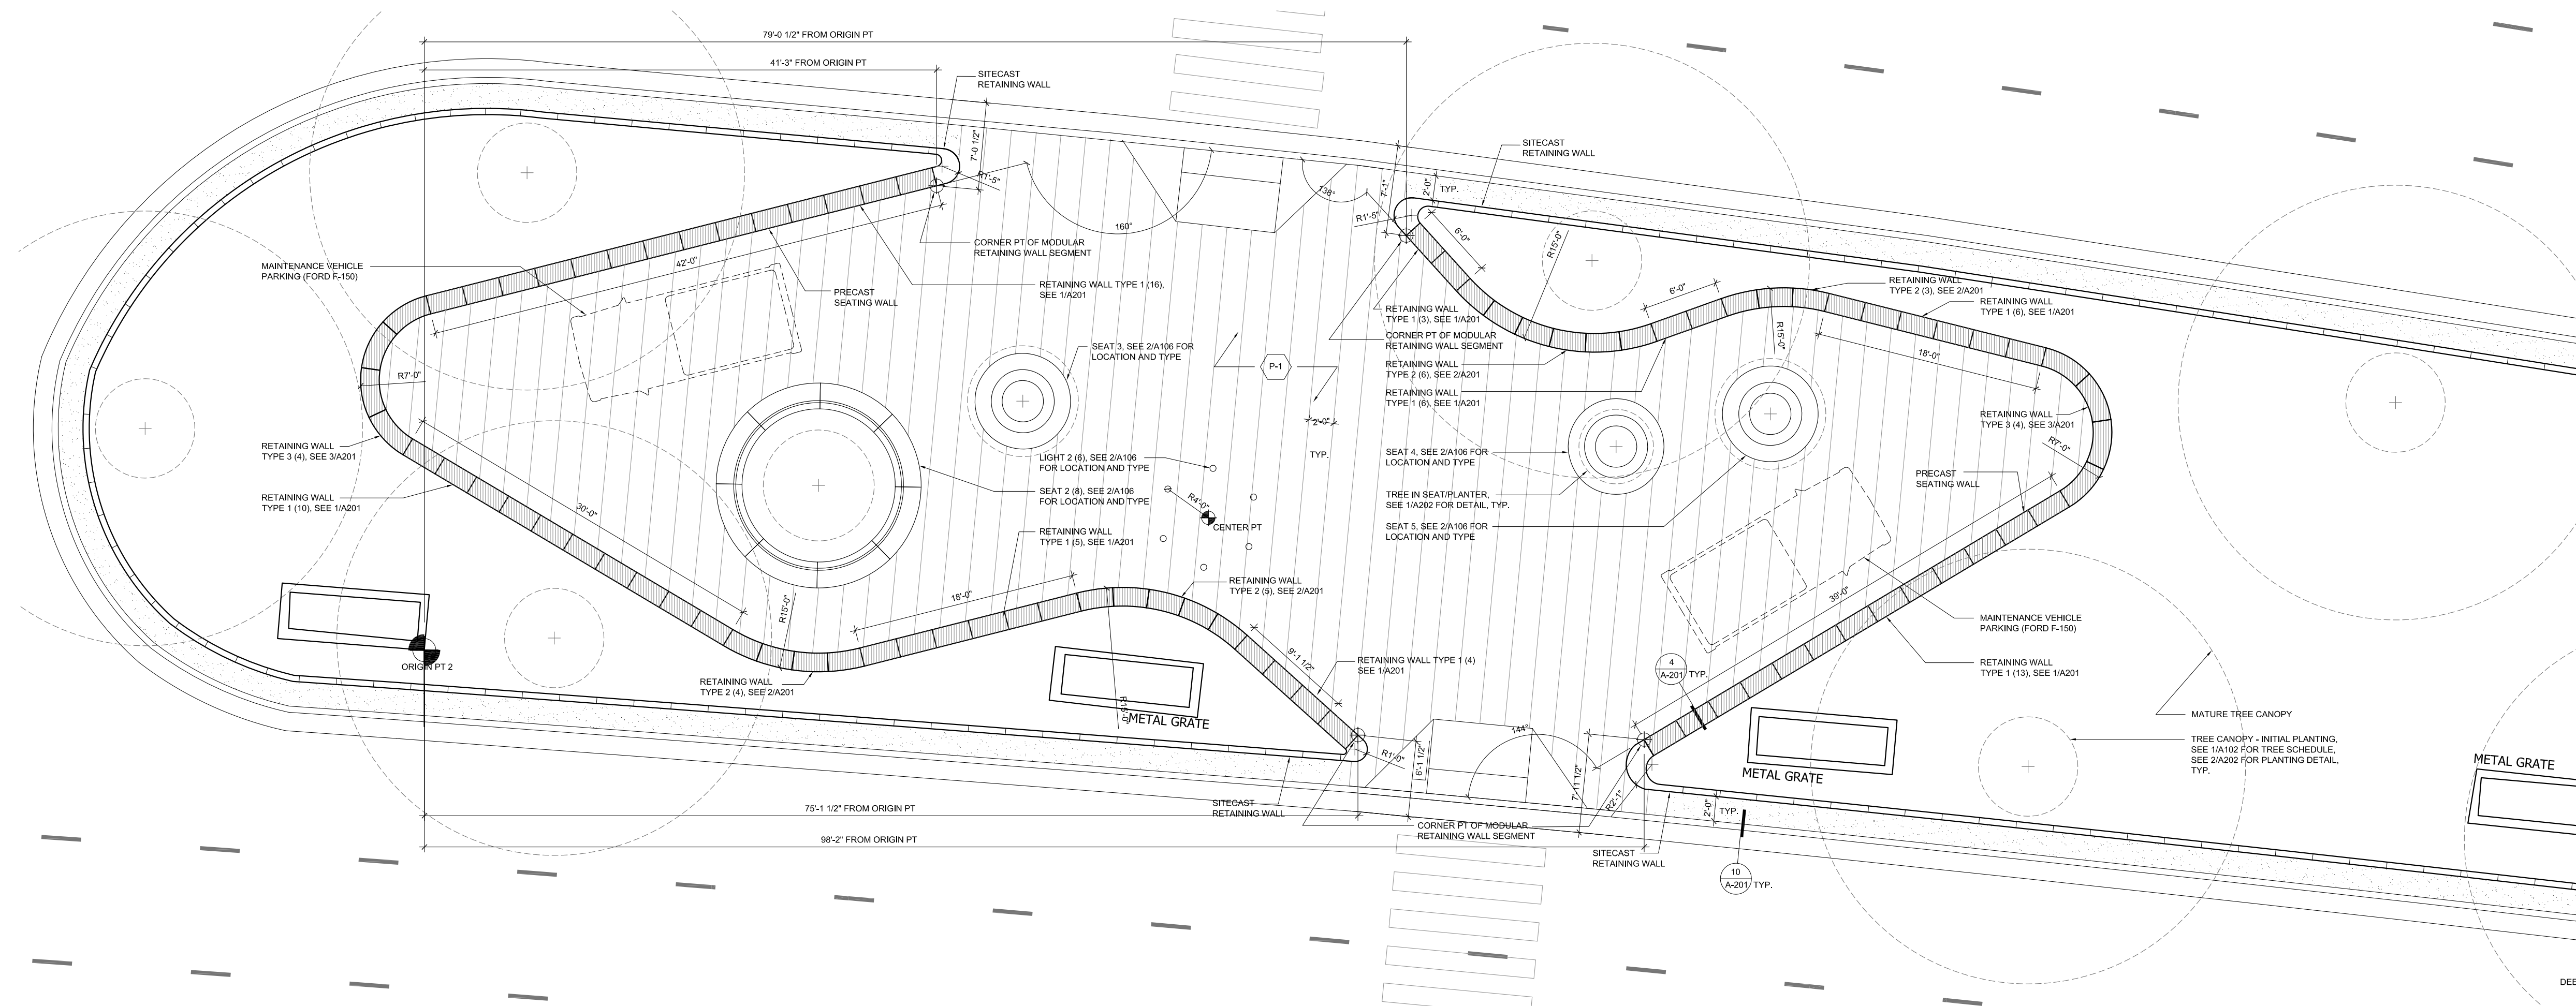 79'-0 1/2" FROM ORIGIN PT
41'-3" FROM ORIGIN PT
SITECAST
RETAINING WALL
7'-0 1/2"
R1'-5"
160°
138°
7'-1"
2'-0"
TYP.
R1'-5"
SITECAST
RETAINING WALL
6'-0"
R15'-0"
CORNER PT OF MODULAR
RETAINING WALL SEGMENT
MAINTENANCE VEHICLE
PARKING (FORD F-150)
42'-0"
PRECAST
SEATING WALL
RETAINING WALL TYPE 1 (16),
SEE 1/A201
RETAINING WALL
TYPE 1 (3), SEE 1/A201
CORNER PT OF MODULAR
RETAINING WALL SEGMENT
RETAINING WALL
TYPE 2 (6), SEE 2/A201
RETAINING WALL
TYPE 1 (6), SEE 1/A201
6'-0"
RETAINING WALL
TYPE 2 (3), SEE 2/A201
RETAINING WALL
TYPE 1 (6), SEE 1/A201
R15'-0"
18'-0"
SEAT 3, SEE 2/A106 FOR
LOCATION AND TYPE
P-1
R7'-0"
2'-0"
TYP.
RETAINING WALL
TYPE 3 (4), SEE 3/A201
RETAINING WALL
TYPE 1 (10), SEE 1/A201
30'-0"
LIGHT 2 (6), SEE 2/A106
FOR LOCATION AND TYPE
SEAT 2 (8), SEE 2/A106
FOR LOCATION AND TYPE
R4'-0"
CENTER PT
RETAINING WALL
TYPE 1 (5), SEE 1/A201
SEAT 4, SEE 2/A106 FOR
LOCATION AND TYPE
TREE IN SEAT/PLANTER,
SEE 1/A202 FOR DETAIL, TYP.
SEAT 5, SEE 2/A106 FOR
LOCATION AND TYPE
RETAINING WALL
TYPE 3 (4), SEE 3/A201
R7'-0"
PRECAST
SEATING WALL
39'-0"
MAINTENANCE VEHICLE
PARKING (FORD F-150)
RETAINING WALL
TYPE 1 (13), SEE 1/A201
18'-0"
R15'-0"
RETAINING WALL
TYPE 2 (5), SEE 2/A201
9'-1 1/2"
ORIGIN PT 2
RETAINING WALL
TYPE 2 (4), SEE 2/A201
RETAINING WALL TYPE 1 (4)
SEE 1/A201
R15'-0"
METAL GRATE
4
A-201
TYP.
MATURE TREE CANOPY
TREE CANOPY - INITIAL PLANTING,
SEE 1/A102 FOR TREE SCHEDULE,
SEE 2/A202 FOR PLANTING DETAIL,
TYP.
METAL GRATE
METAL GRATE
144°
R1'-0"
6'-1 1/2"
7'-11 1/2"
R2'-1"
2'-0"
TYP.
75'-1 1/2" FROM ORIGIN PT
SITECAST
RETAINING WALL
CORNER PT OF MODULAR
RETAINING WALL SEGMENT
98'-2" FROM ORIGIN PT
SITECAST
RETAINING WALL
10
A-201
TYP.